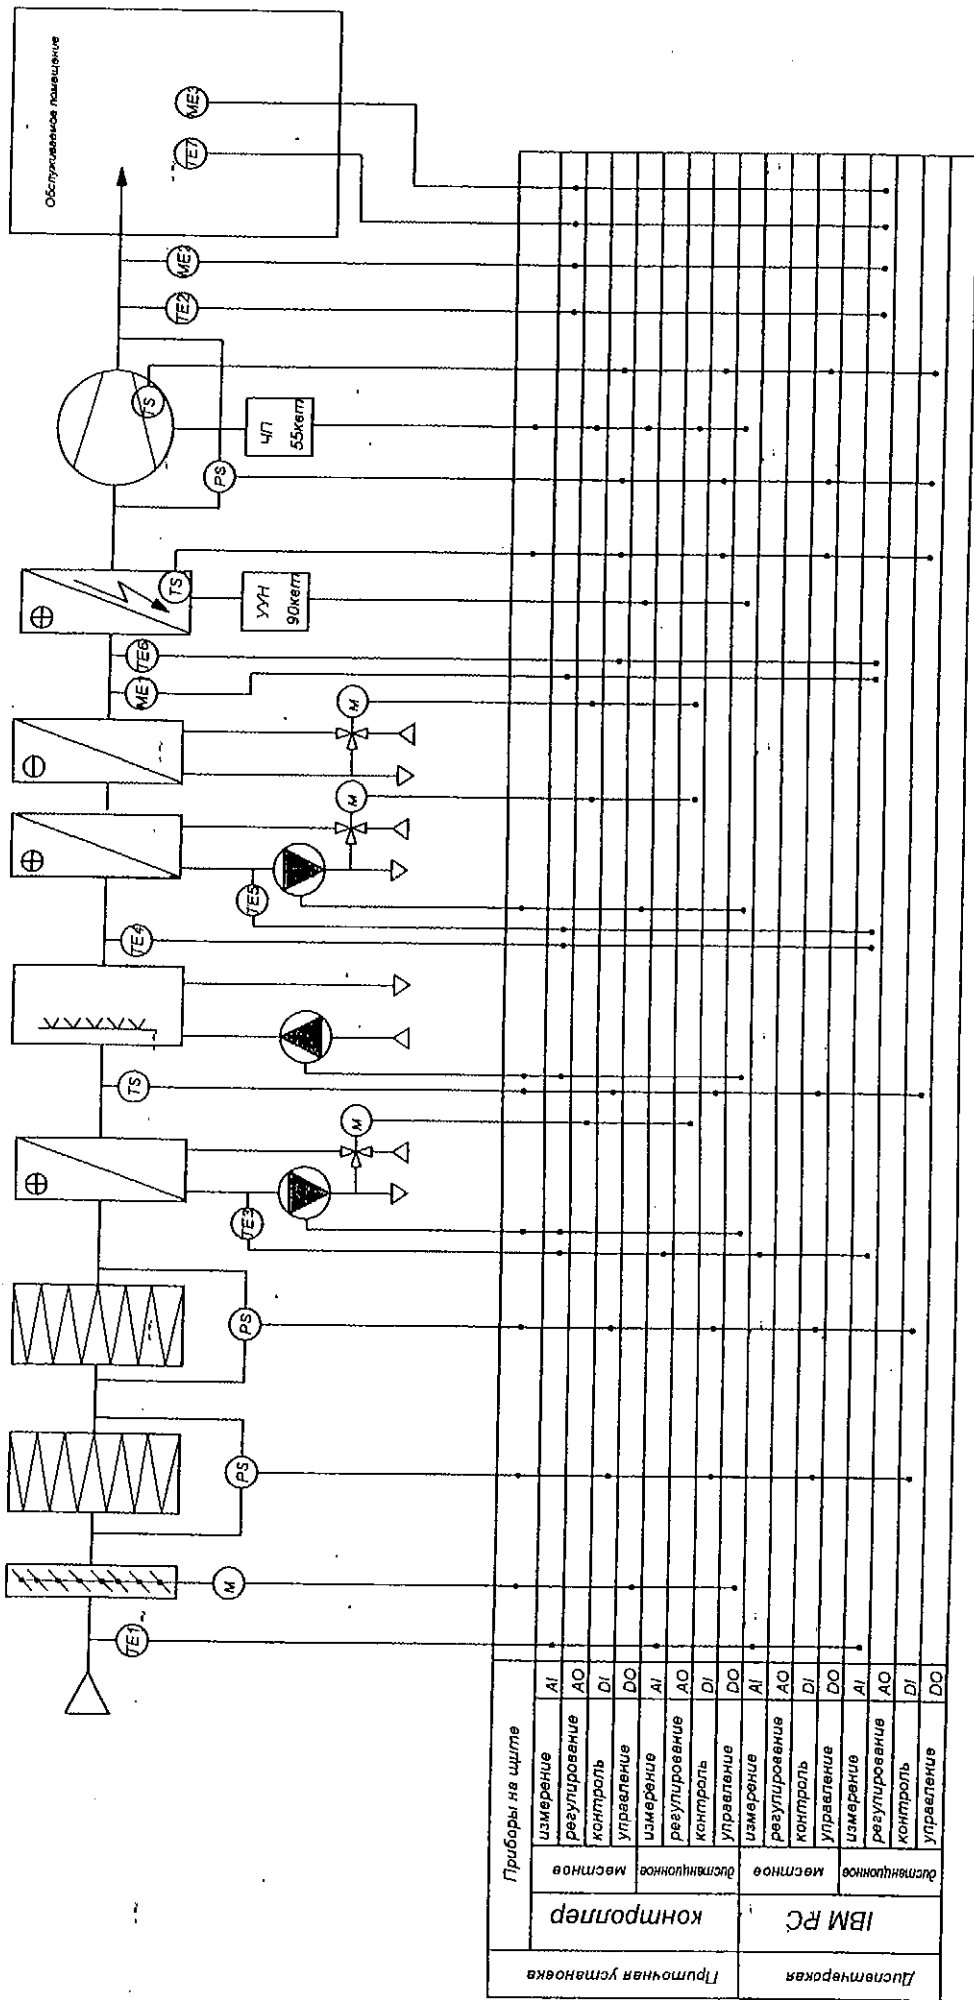 Обслуживаемое помещение
ME3
TE7
ME2
TE2
TS
ЧП
55квт
PS
TS
УУН
90квт
TE6
ME1
M
M
TE5
TE4
TS
M
TE3
PS
PS
M
TE1
Приборы на щите
измерение AI
регулирование AO
контроль DI
управление DO
измерение AI
регулирование AO
контроль DI
управление DO
измерение AI
регулирование AO
контроль DI
управление DO
измерение AI
регулирование AO
контроль DI
управление DO
местное
дистанционное
местное
дистанционное
контроллер
IBM PC
Приточная установка
Диспетчерская